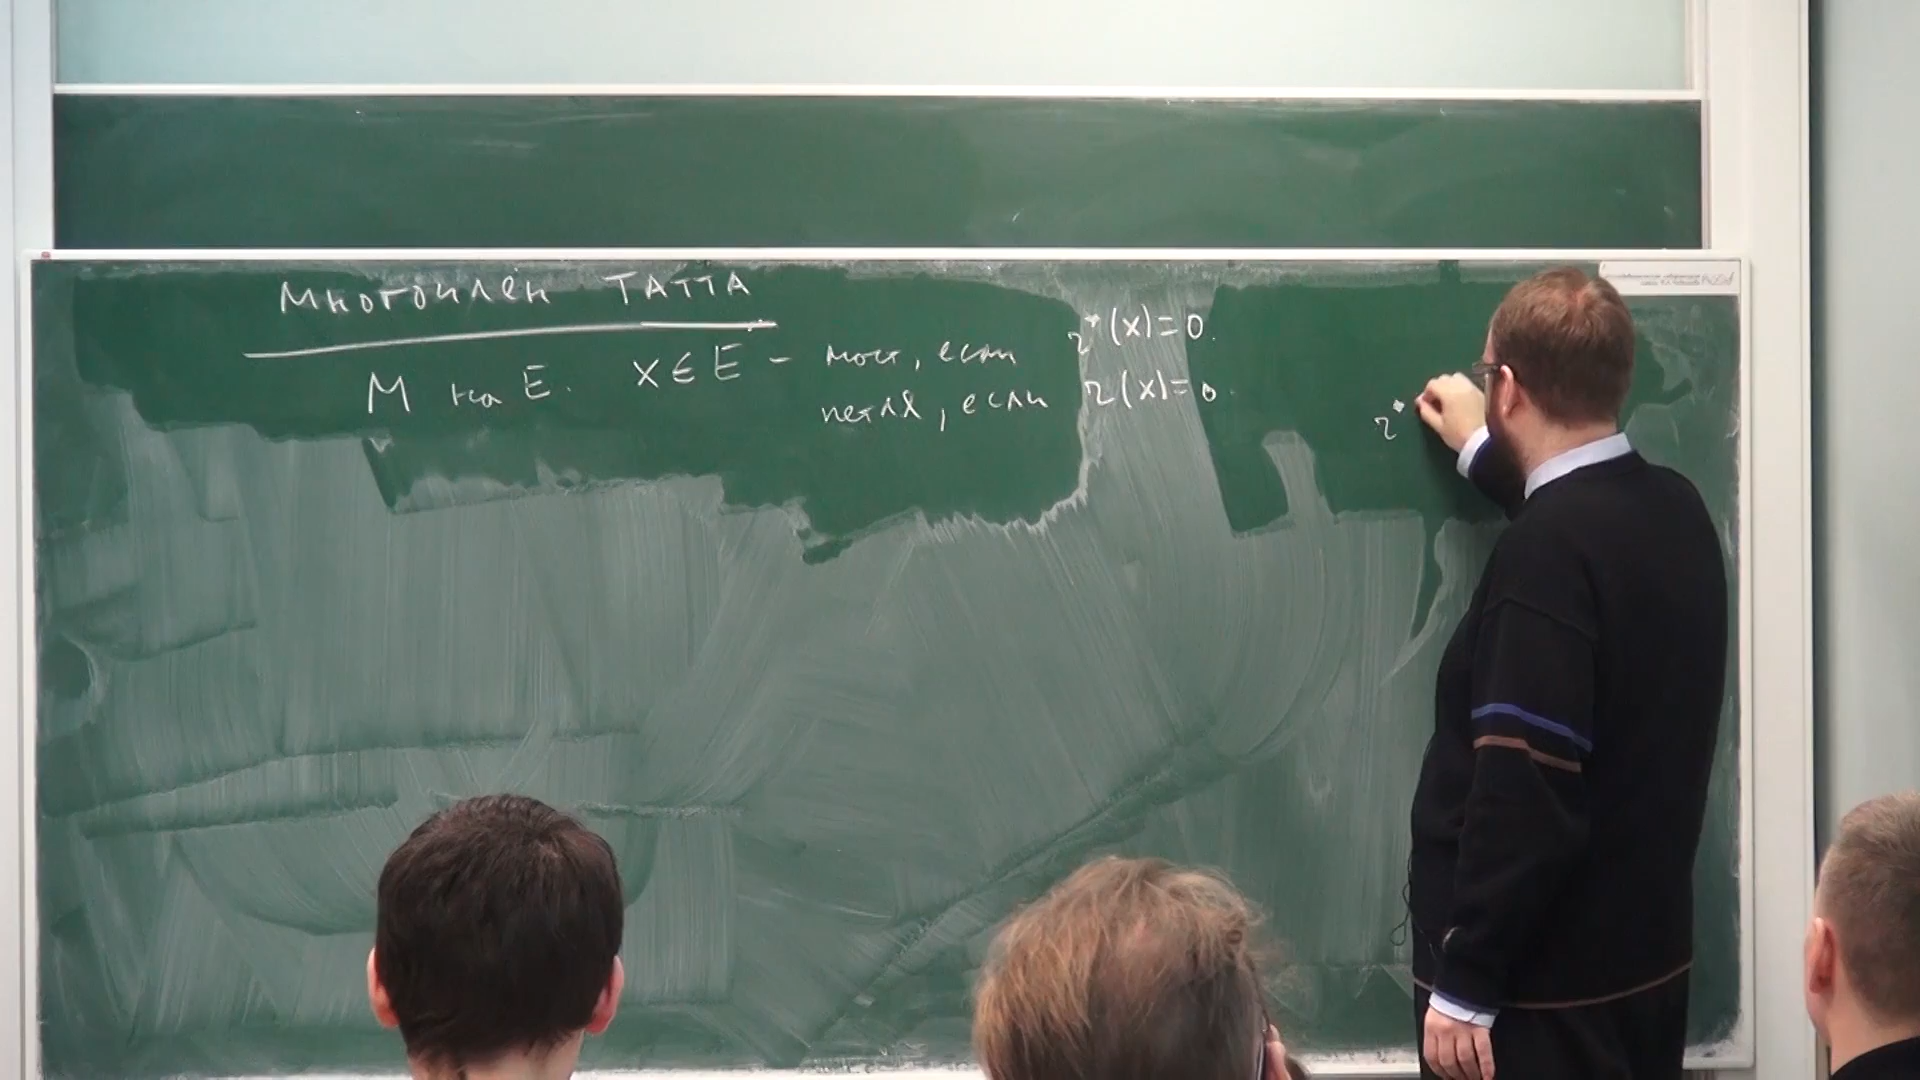 Многочлен Татта
M на E. x∈E – мост, если r*(x)=0.
петля, если r(x)=0.
r*